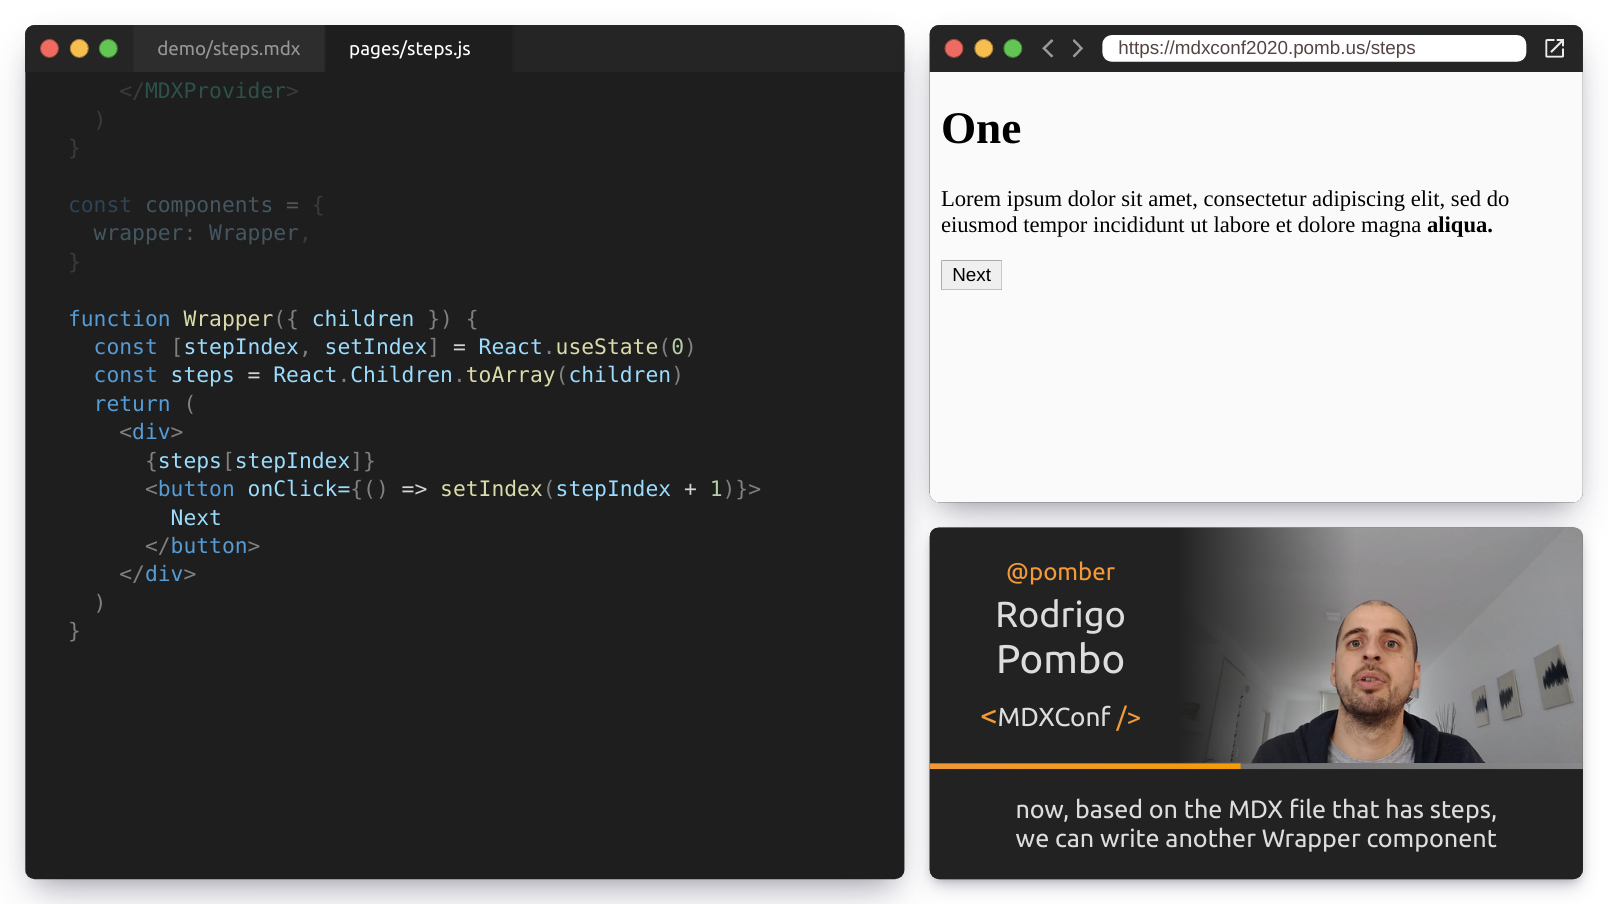 demo/steps.mdx
pages/steps.js
</MDXProvider>
)
}
const components = {
wrapper: Wrapper,
}
function Wrapper({ children }) {
const [stepIndex, setIndex] = React.useState(0)
const steps = React.Children.toArray(children)
return (
<div>
{steps[stepIndex]}
<button onClick={() => setIndex(stepIndex + 1)}>
Next
</button>
</div>
)
}
https://mdxconf2020.pomb.us/steps
One
Lorem ipsum dolor sit amet, consectetur adipiscing elit, sed do
eiusmod tempor incididunt ut labore et dolore magna aliqua.
Next
@pomber
Rodrigo
Pombo
<MDXConf />
now, based on the MDX file that has steps,
we can write another Wrapper component